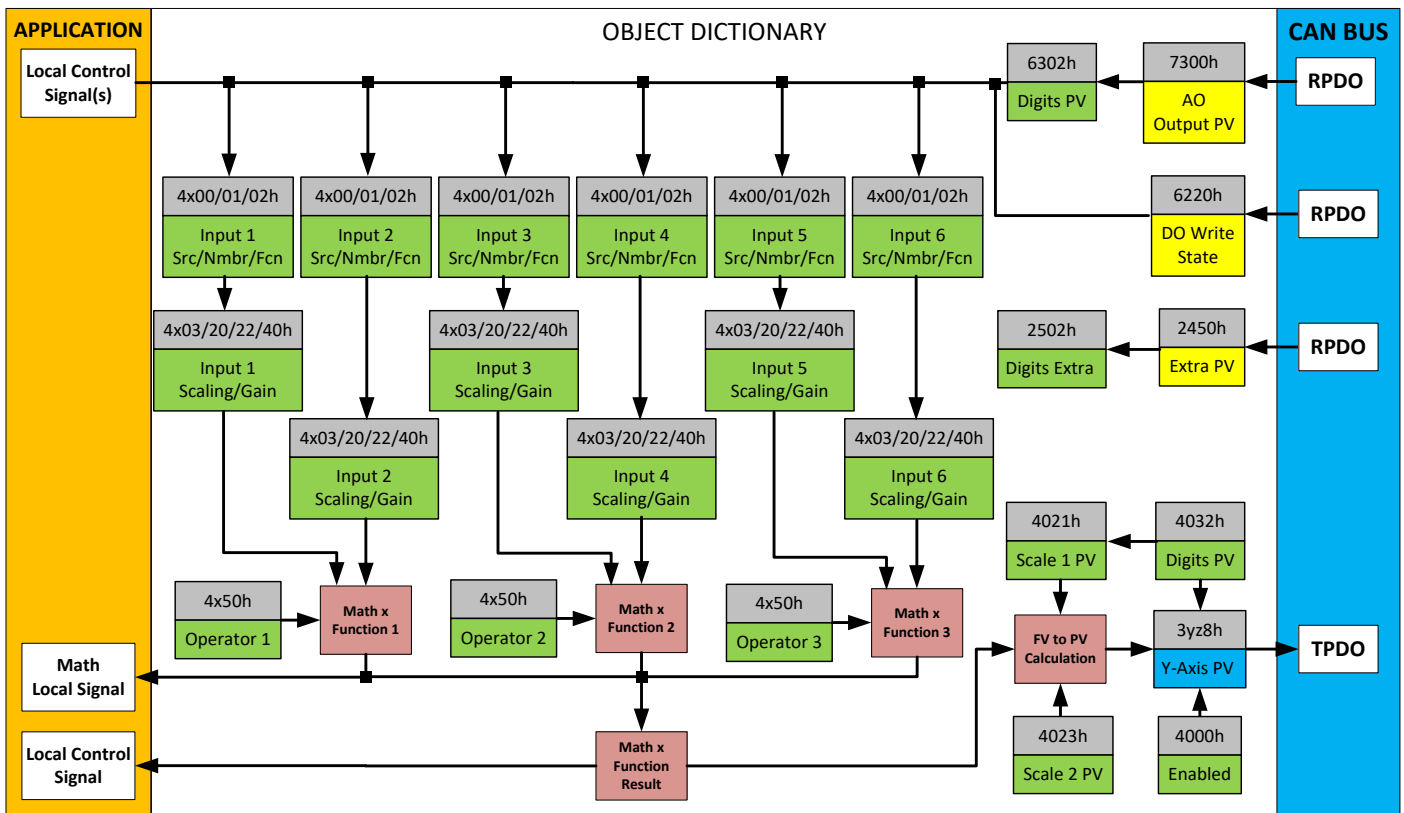 APPLICATION
OBJECT DICTIONARY
CAN BUS
Local Control
Signal(s)
6302h
Digits PV
7300h
AO
Output PV
RPDO
4x00/01/02h
Input 1
Src/Nmbr/Fcn
4x00/01/02h
Input 2
Src/Nmbr/Fcn
4x00/01/02h
Input 3
Src/Nmbr/Fcn
4x00/01/02h
Input 4
Src/Nmbr/Fcn
4x00/01/02h
Input 5
Src/Nmbr/Fcn
4x00/01/02h
Input 6
Src/Nmbr/Fcn
6220h
DO Write
State
RPDO
4x03/20/22/40h
Input 1
Scaling/Gain
4x03/20/22/40h
Input 3
Scaling/Gain
4x03/20/22/40h
Input 5
Scaling/Gain
2502h
Digits Extra
2450h
Extra PV
RPDO
4x03/20/22/40h
Input 2
Scaling/Gain
4x03/20/22/40h
Input 4
Scaling/Gain
4x03/20/22/40h
Input 6
Scaling/Gain
4021h
Scale 1 PV
4032h
Digits PV
4x50h
Operator 1
Math x
Function 1
4x50h
Operator 2
Math x
Function 2
4x50h
Operator 3
Math x
Function 3
FV to PV
Calculation
3yz8h
Y-Axis PV
TPDO
Math
Local Signal
Local Control
Signal
Math x
Function
Result
4023h
Scale 2 PV
4000h
Enabled